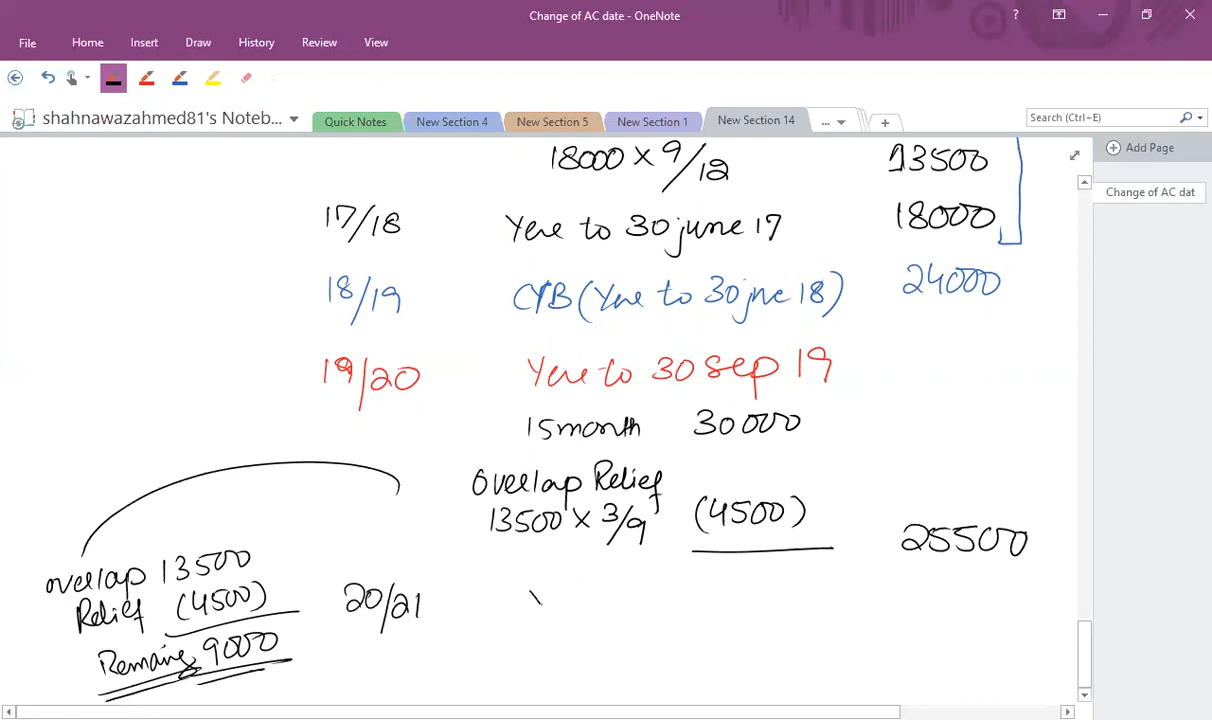 Change of AC date - OneNote
?
File Home Insert Draw History Review View
shahnawazahmed81's Noteb... Quick Notes New Section 4 New Section 5 New Section 1 New Section 14 ... + Search (Ctrl+E)
Add Page
Change of AC dat
18000 × 9/12 13500
17/18 Yere to 30 june 17 18000
18/19 CYB (Yere to 30 jne 18) 24000
19/20 Yere to 30 Sep 19
15 month 30000
Overlap Relief
13500 × 3/9 (4500) 25500
overlap 13500
Relief (4500)
20/21
Remaing 9000